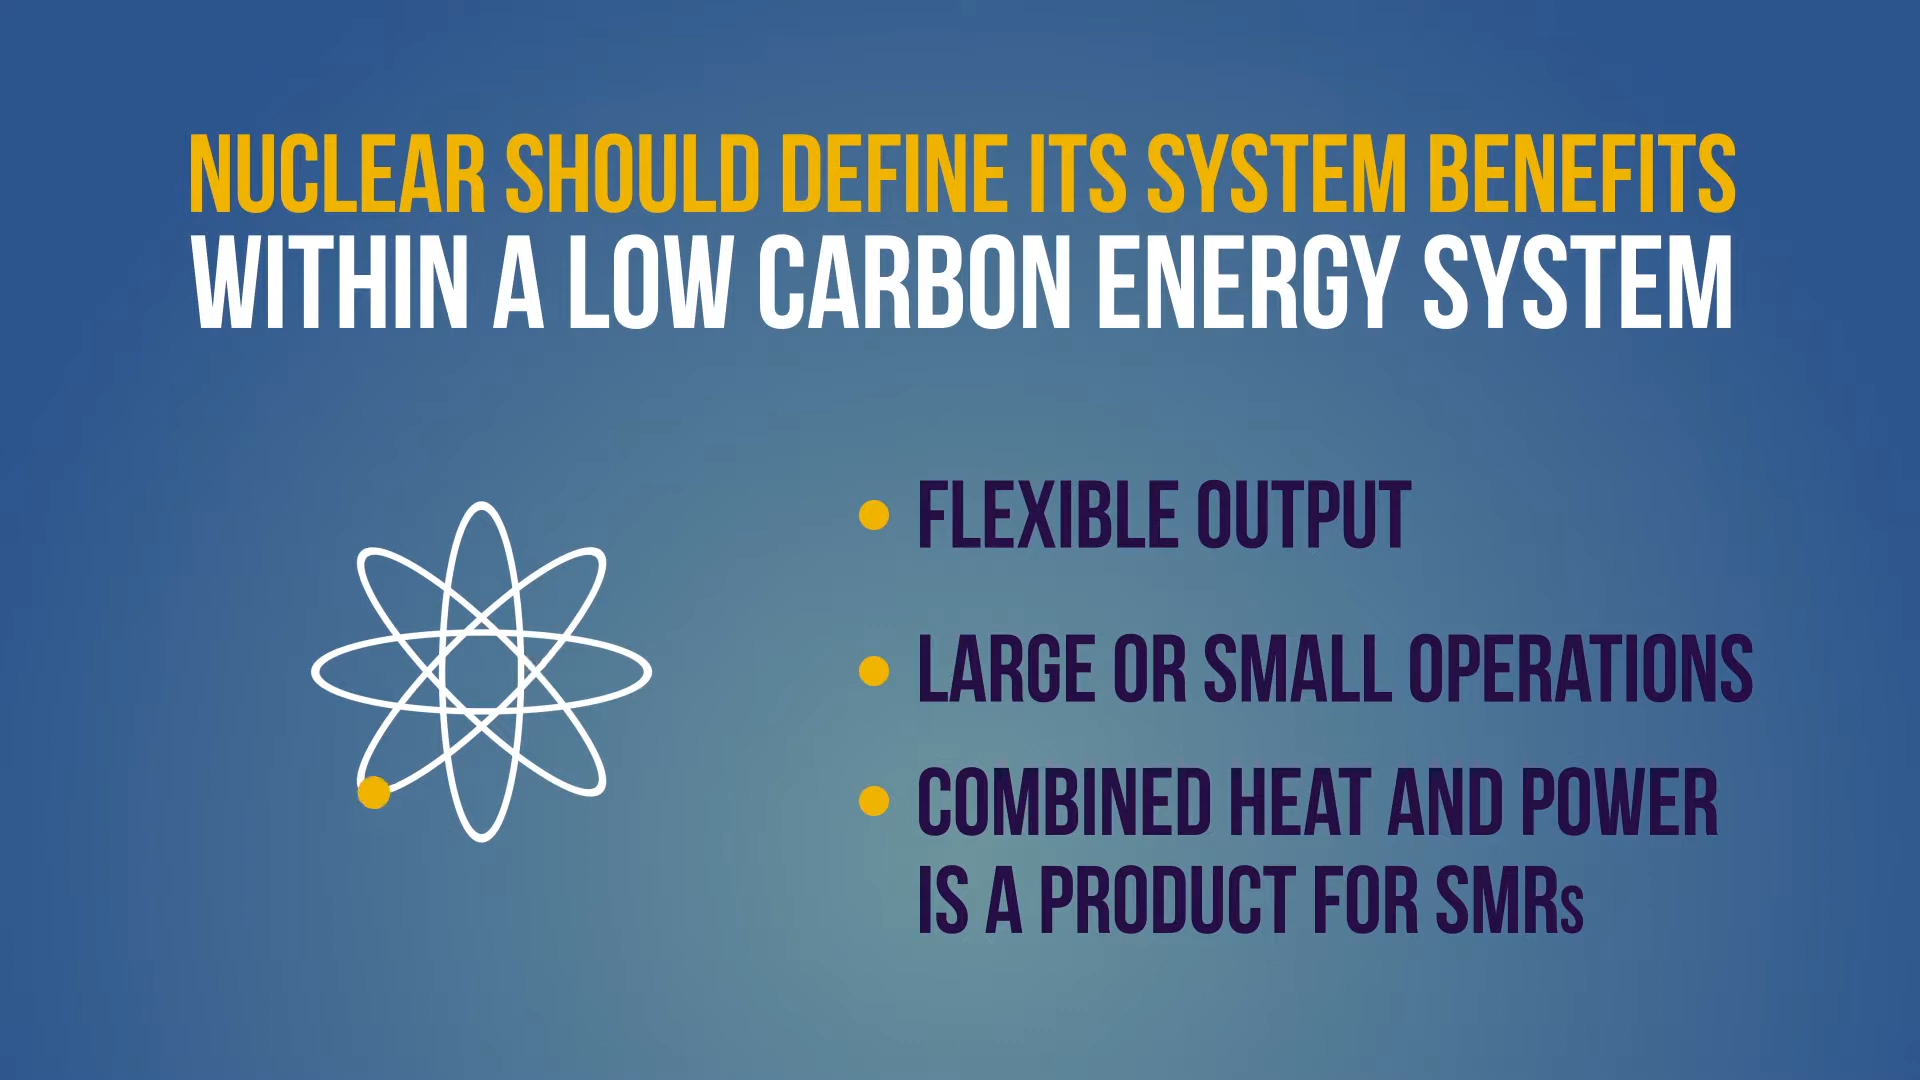 NUCLEAR SHOULD DEFINE ITS SYSTEM BENEFITS
WITHIN A LOW CARBON ENERGY SYSTEM
• FLEXIBLE OUTPUT
• LARGE OR SMALL OPERATIONS
• COMBINED HEAT AND POWER
IS A PRODUCT FOR SMRs